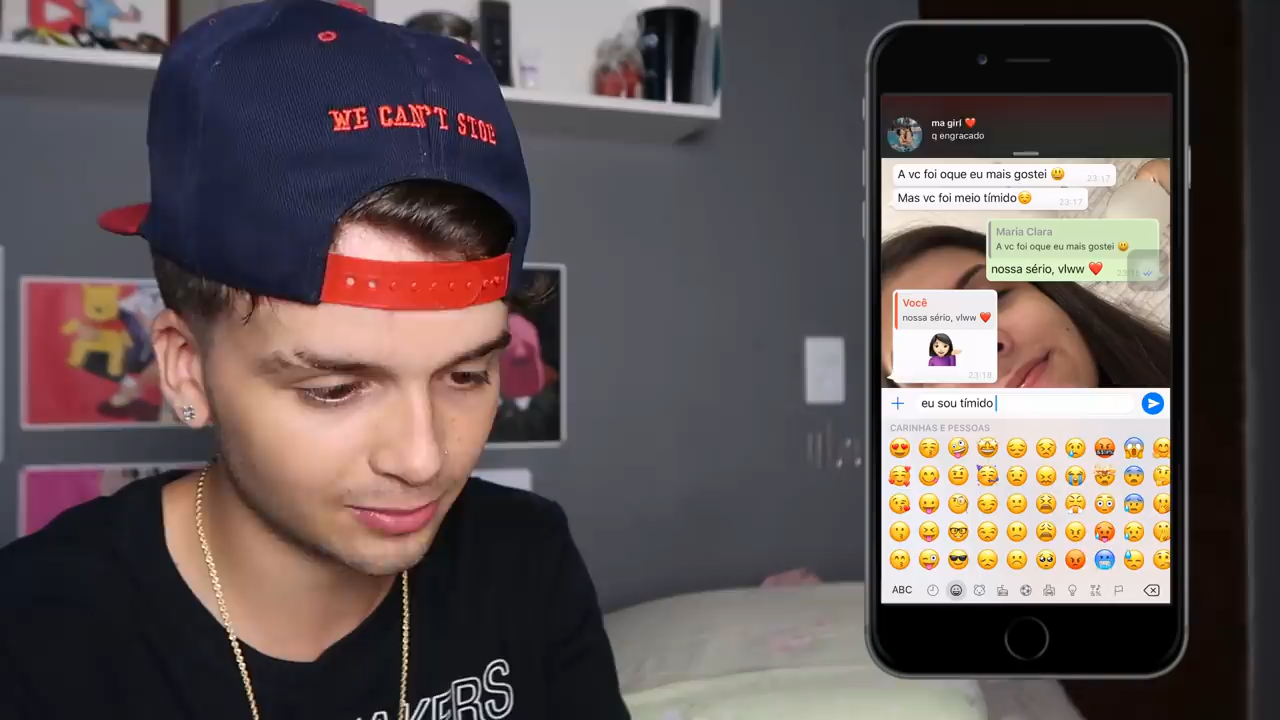 WE CAN'T STOP
ma girl ❤️
q engracado
A vc foi oque eu mais gostei 😃
23:17
Mas vc foi meio tímido☺️
23:17
Maria Clara
A vc foi oque eu mais gostei 😃
nossa sério, vlww ❤️
Você
nossa sério, vlww ❤️
💁🏻‍♀️
23:18
eu sou tímido
CARINHAS E PESSOAS
ABC